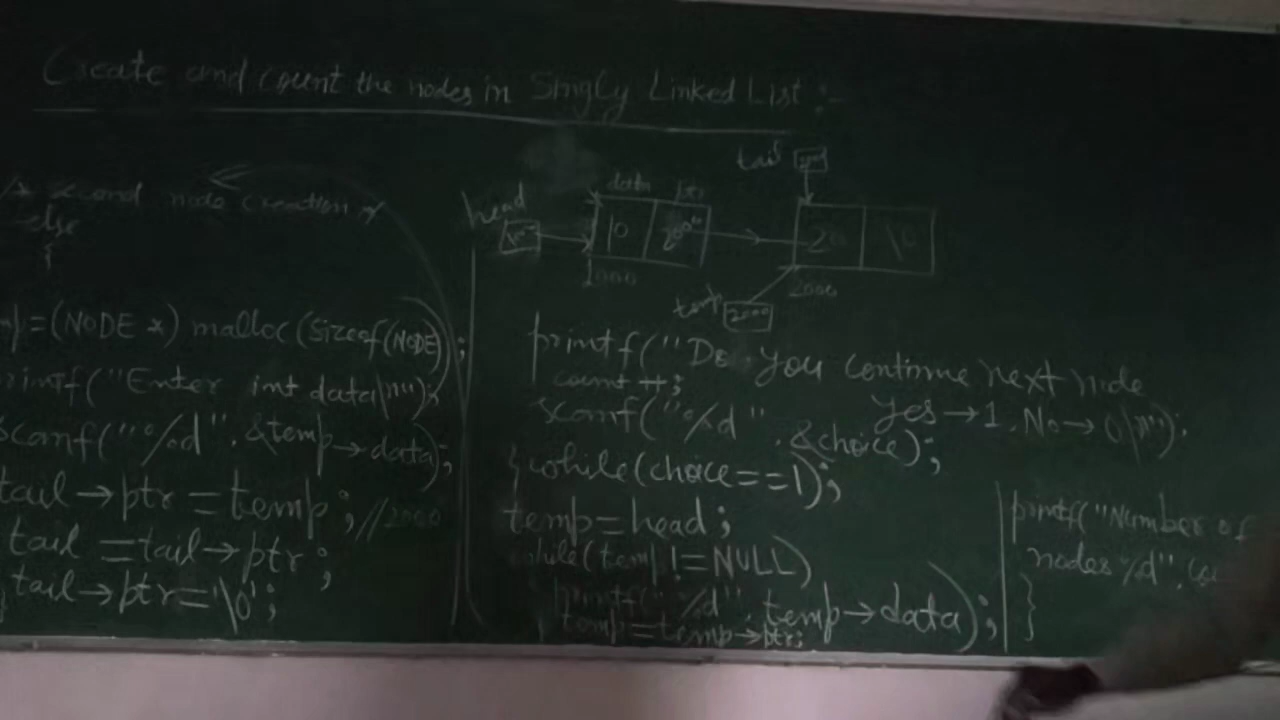 Create and count the nodes in Singly Linked List :-
second node creation */
else
{
mp=(NODE *) malloc(sizeof(NODE));
printf("Enter int data\n");
scanf("%d", &temp→data);
tail→ptr=temp; //2000
tail=tail→ptr;
tail→ptr='\0';
}
tail
data ptr
head
10 2000 20 \0
1000 2000
temp 2000
printf("Do you continue next node
Yes→1, No→0\n");
count++;
scanf("%d", &choice);
} while(choice==1);
temp=head;
while(temp!=NULL)
printf("%d", temp→data);
temp=temp→ptr;
printf("Number of
nodes %d", co
}